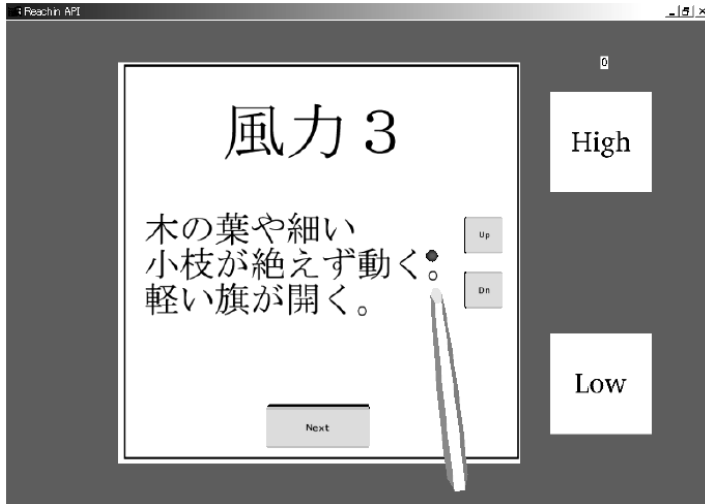 Reachin API
0
風力３
High
木の葉や細い
小枝が絶えず動く。
軽い旗が開く。
Up
Dn
Next
Low